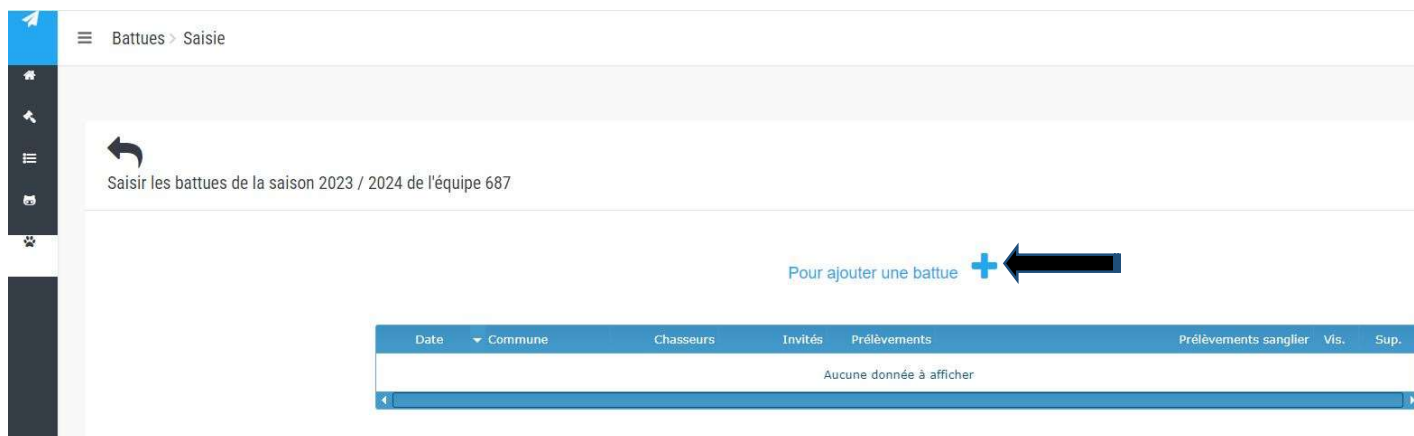 Battues > Saisie
Saisir les battues de la saison 2023 / 2024 de l'équipe 687
Pour ajouter une battue
Date Commune Chasseurs Invités Prélèvements Prélèvements sanglier Vis. Sup.
Aucune donnée à afficher